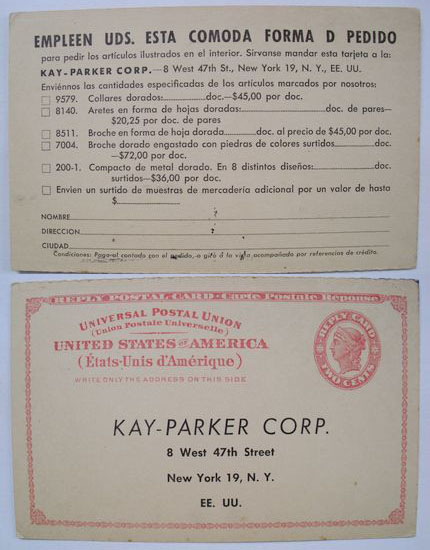 EMPLEEN UDS. ESTA COMODA FORMA D PEDIDO
para pedir los artículos ilustrados en el interior. Sírvanse mandar esta tarjeta a la:
KAY-PARKER CORP.—8 West 47th St., New York 19, N. Y., EE. UU.
Envíennos las cantidades especificadas de los artículos marcados por nosotros:
9579. Collares dorados:..............doc.—$45,00 por doc.
8140. Aretes en forma de hojas doradas:..............doc. de pares—
$20,25 por doc. de pares
8511. Broche en forma de hoja dorada..............doc. al precio de $45,00 por doc.
7004. Broche dorado engastado con piedras de colores surtidos..............doc.
—$72,00 por doc.
200-1. Compacto de metal dorado. En 8 distintos diseños:..............doc.
surtidos—$36,00 por doc.
Envien un surtido de muestras de mercadería adicional por un valor de hasta
$
NOMBRE
DIRECCION
CIUDAD
Condiciones: Pago al contado con el pedido, o giro á la vista acompañado por referencias de crédito.
REPLY POSTAL CARD - Carte Postale Réponse
UNIVERSAL POSTAL UNION
(Union Postale Universelle)
UNITED STATES OF AMERICA
(États-Unis d'Amérique)
WRITE ONLY THE ADDRESS ON THIS SIDE
REPLY CARD
TWO CENTS
KAY-PARKER CORP.
8 West 47th Street
New York 19, N. Y.
EE. UU.